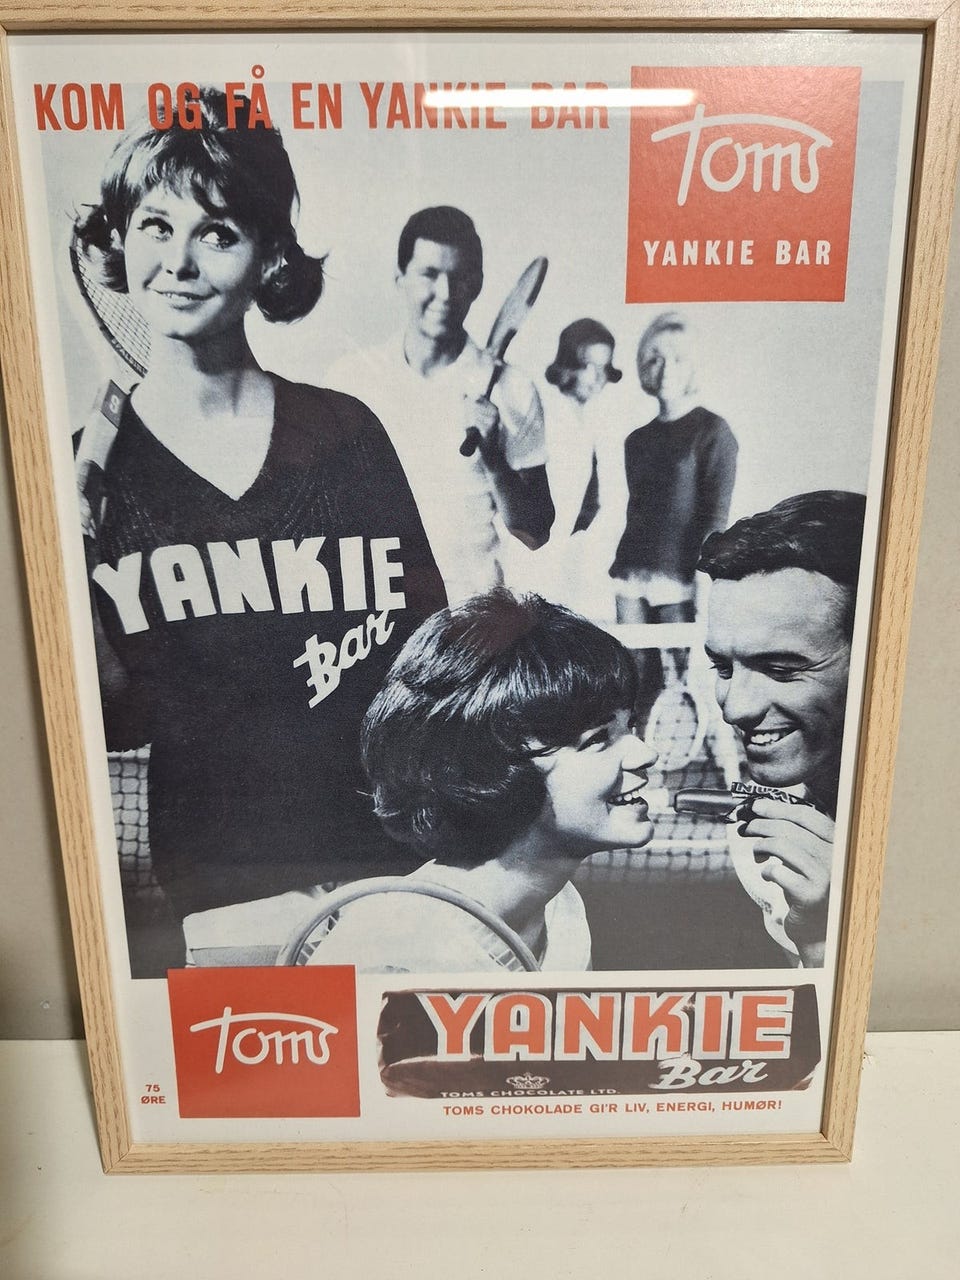 KOM OG FÅ EN YANKIE BAR
Toms
YANKIE BAR
YANKIE
Bar
Toms
75
ØRE
YANKIE
Bar
TOMS CHOCOLATE LTD.
TOMS CHOKOLADE GI'R LIV, ENERGI, HUMØR!